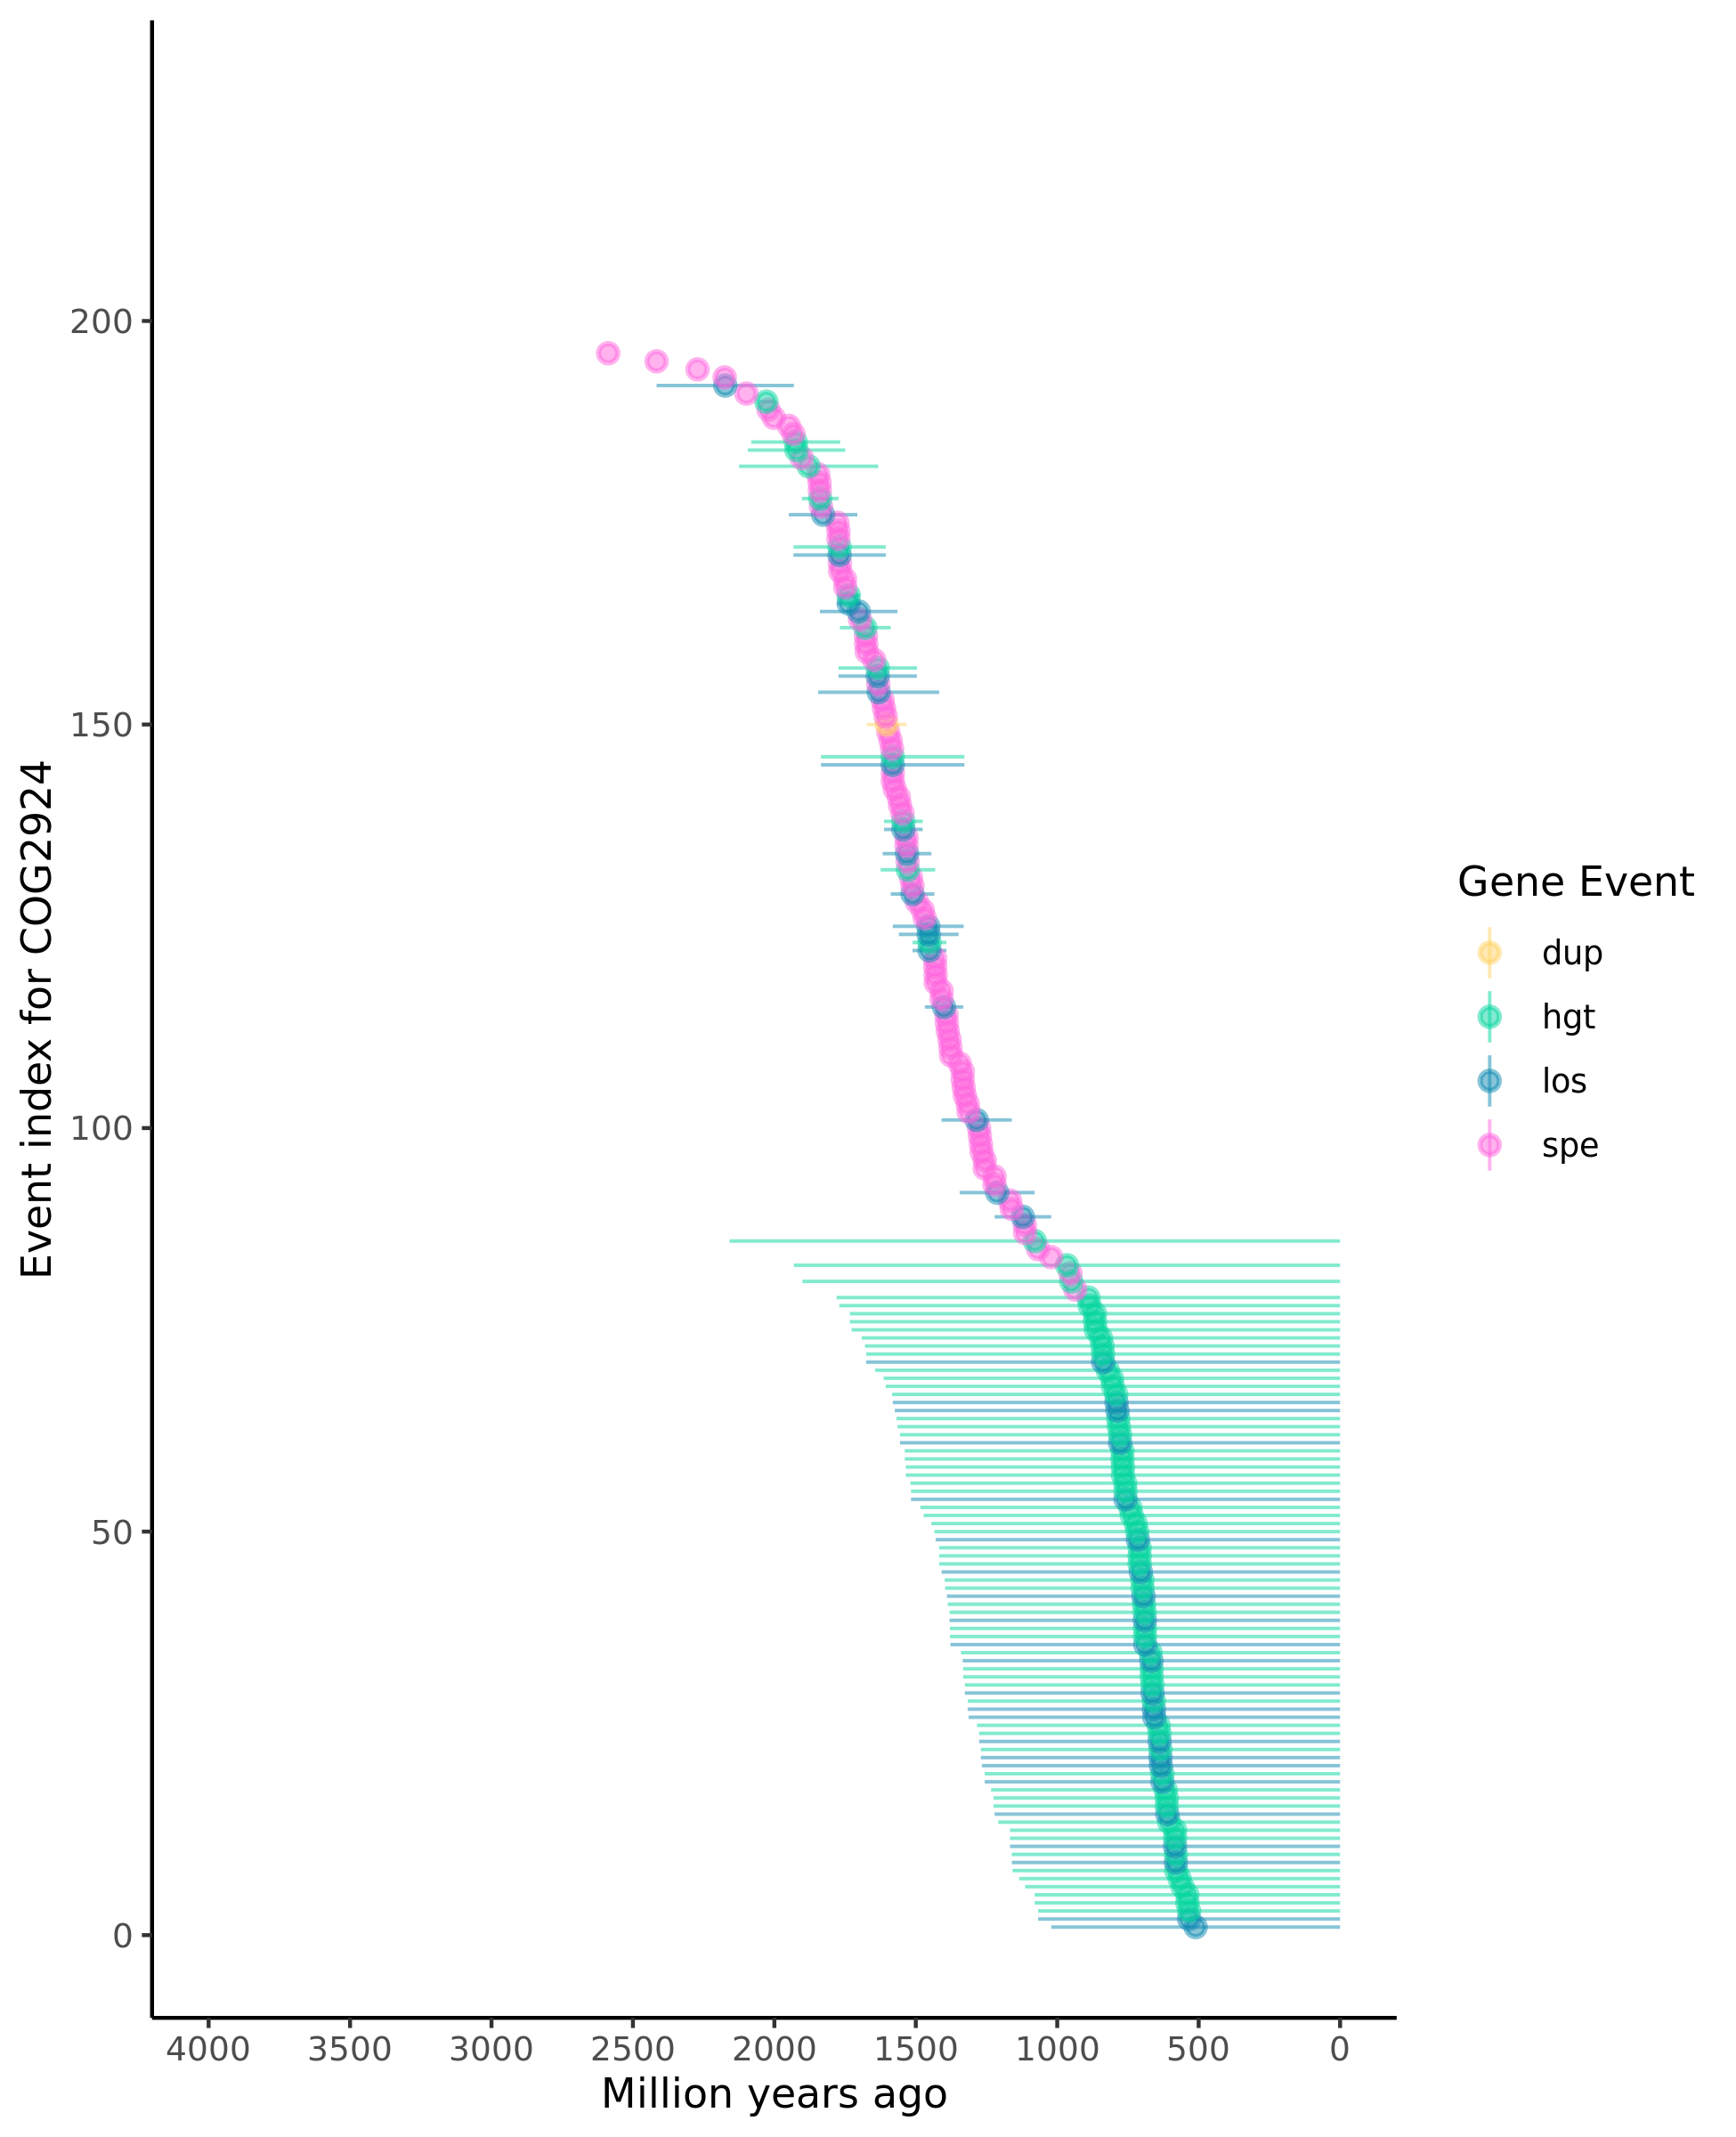 Event index for COG2924
200
150
100
50
0
4000 3500 3000 2500 2000 1500 1000 500 0
Million years ago
Gene Event
dup
hgt
los
spe